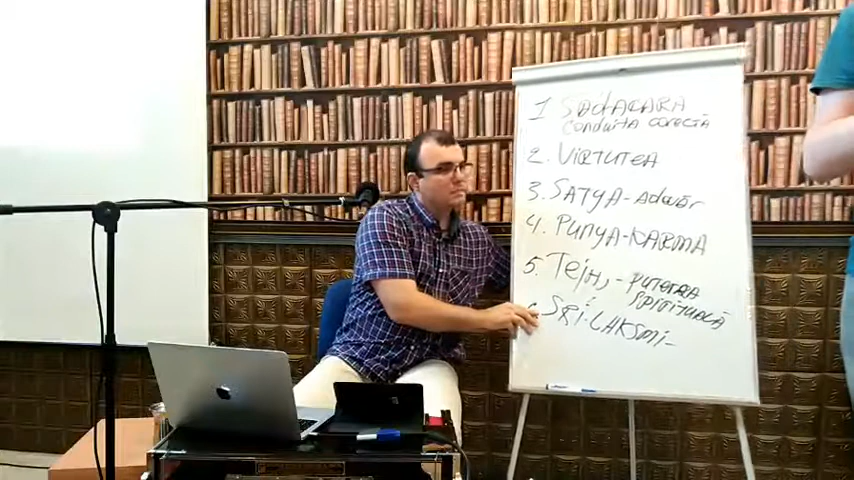 1 SADACARA
conduita corectă
2. VIRTUTEA
3. SATYA-Adevăr
4. PUNYA-KARMA
5. TEJAS-PUTEREA
SPIRITUALĂ
6. SRI-LAKSMI-